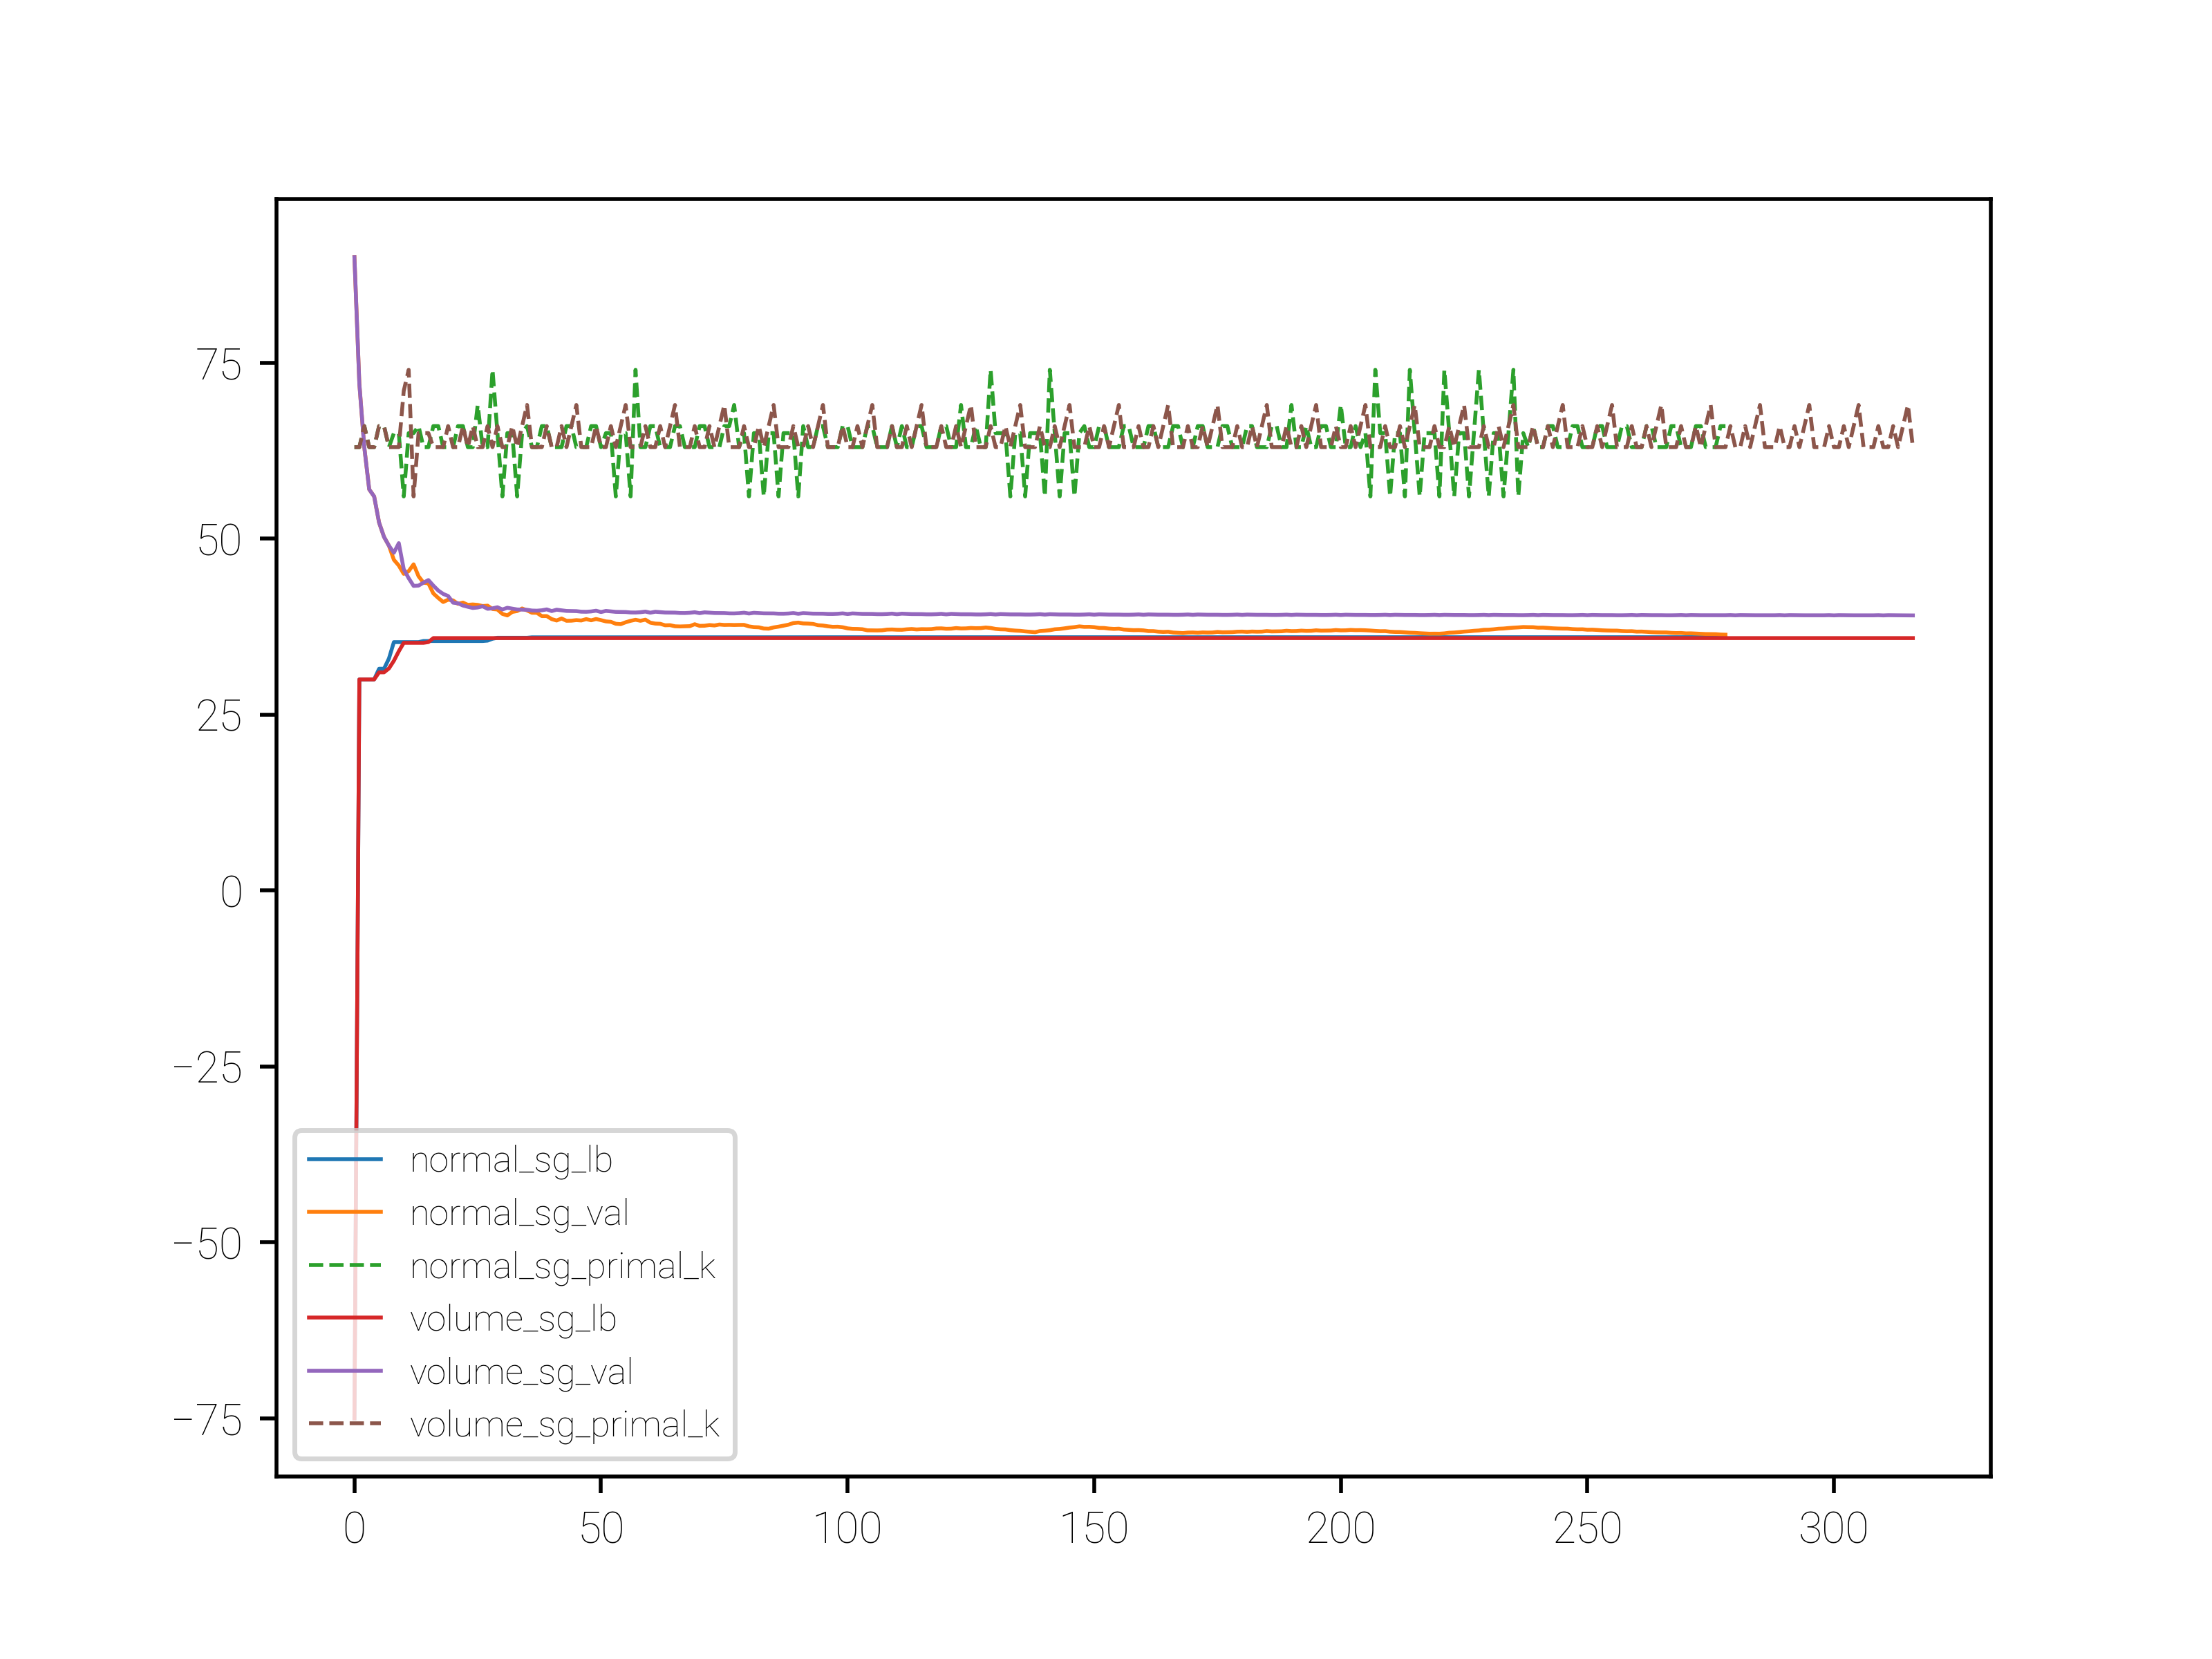 75
50
25
0
−25
−50
−75
normal_sg_lb
normal_sg_val
normal_sg_primal_k
volume_sg_lb
volume_sg_val
volume_sg_primal_k
0 50 100 150 200 250 300